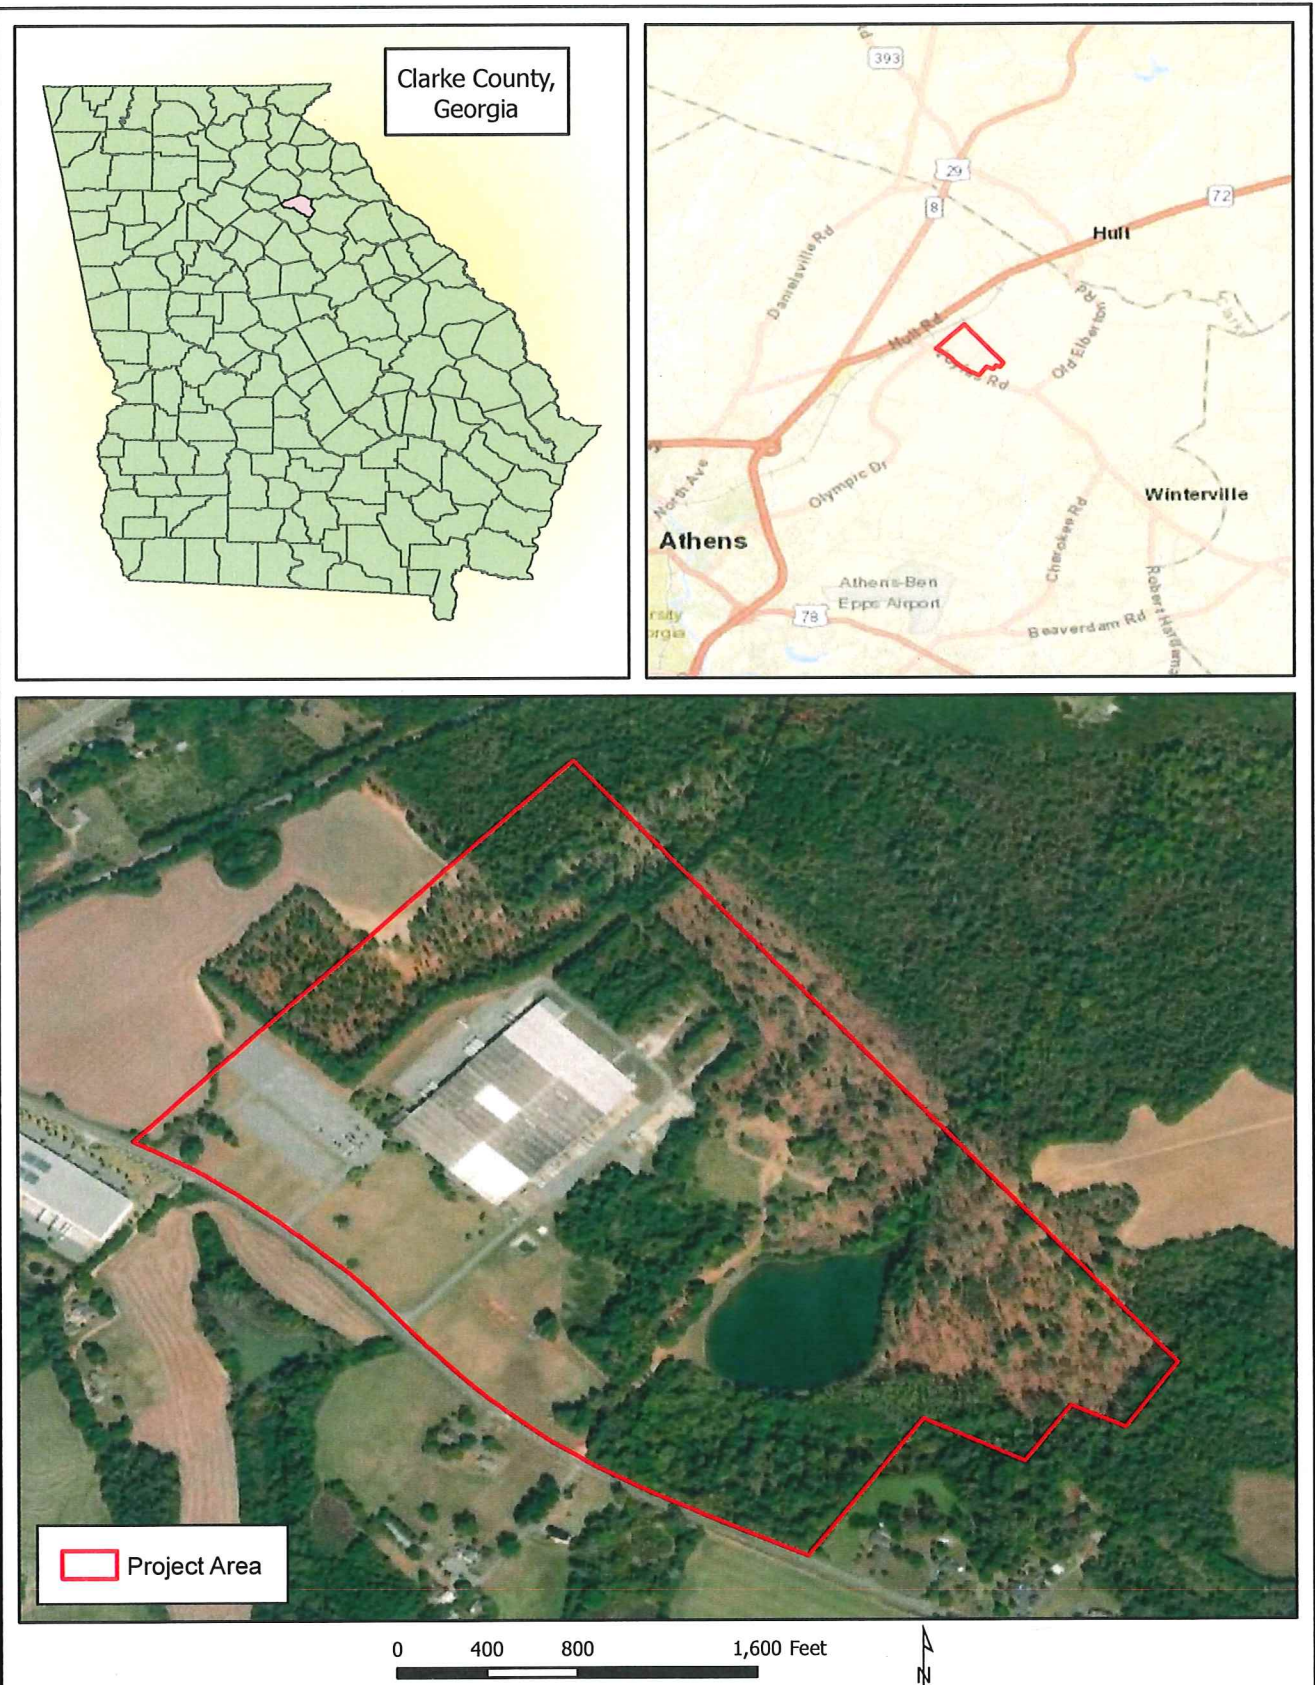 Clarke County,
Georgia
393
29
8
72
Hull
Danielsville Rd
Hull Rd
Rd
Old Elberton
Rd
North Ave
Olympic Dr
Athens
Winterville
Cherokee Rd
Athens-Ben
Epps Airport
78
Beaverdam Rd
Project Area
0 400 800 1,600 Feet
N